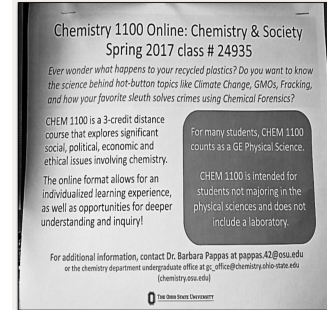 Chemistry 1100 Online: Chemistry & Society
Spring 2017 class # 24935
Ever wonder what happens to your recycled plastics? Do you want to know
the science behind hot-button topics like Climate Change, GMOs, Fracking,
and how your favorite sleuth solves crimes using Chemical Forensics?
CHEM 1100 is a 3-credit distance
course that explores significant
social, political, economic and
ethical issues involving chemistry.
The online format allows for an
individualized learning experience,
as well as opportunities for deeper
understanding and inquiry!
For many students, CHEM 1100
counts as a GE Physical Science.
CHEM 1100 is intended for
students not majoring in the
physical sciences and does not
include a laboratory.
For additional information, contact Dr. Barbara Pappas at pappas.42@osu.edu
or the chemistry department undergraduate office at gc_office@chemistry.ohio-state.edu
(chemistry.osu.edu)
THE OHIO STATE UNIVERSITY